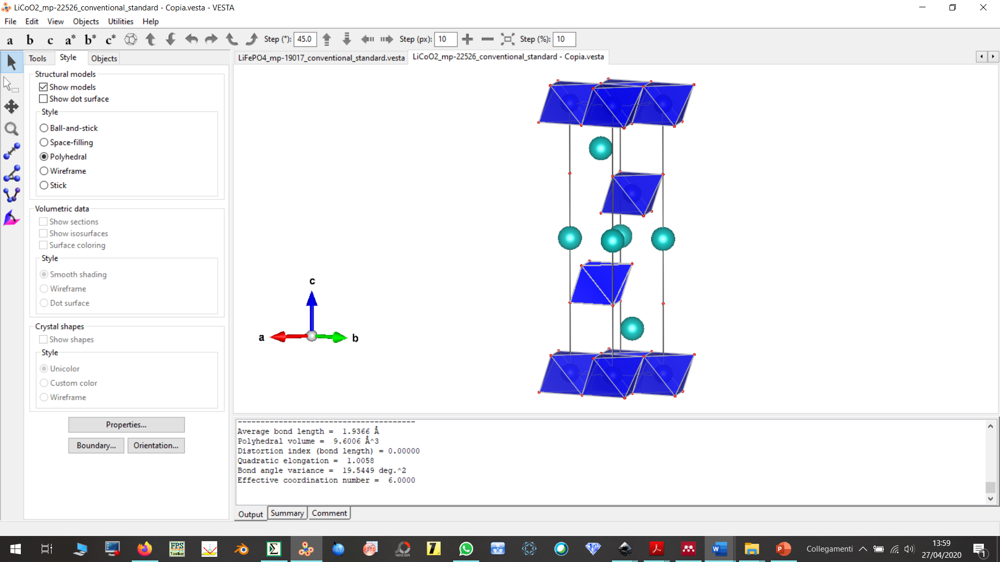 LiCoO2_mp-22526_conventional_standard - Copia.vesta - VESTA
File Edit View Objects Utilities Help
a b c a* b* c* Step (°): 45.0 Step (px): 10 Step (%): 10
Tools Style Objects
LiFePO4_mp-19017_conventional_standard.vesta LiCoO2_mp-22526_conventional_standard - Copia.vesta
Structural models
Show models
Show dot surface
Style
Ball-and-stick
Space-filling
Polyhedral
Wireframe
Stick
Volumetric data
Show sections
Show isosurfaces
Surface coloring
Style
Smooth shading
Wireframe
Dot surface
Crystal shapes
Show shapes
Style
Unicolor
Custom color
Wireframe
Properties...
Boundary... Orientation...
c
a b
----------------------------------------
Average bond length = 1.9366 Å
Polyhedral volume = 9.6006 Å^3
Distortion index (bond length) = 0.00000
Quadratic elongation = 1.0058
Bond angle variance = 19.5449 deg.^2
Effective coordination number = 6.0000
Output Summary Comment
FPS
Toolbar
Σ
7
W
P
Collegamenti
13:59
27/04/2020
1